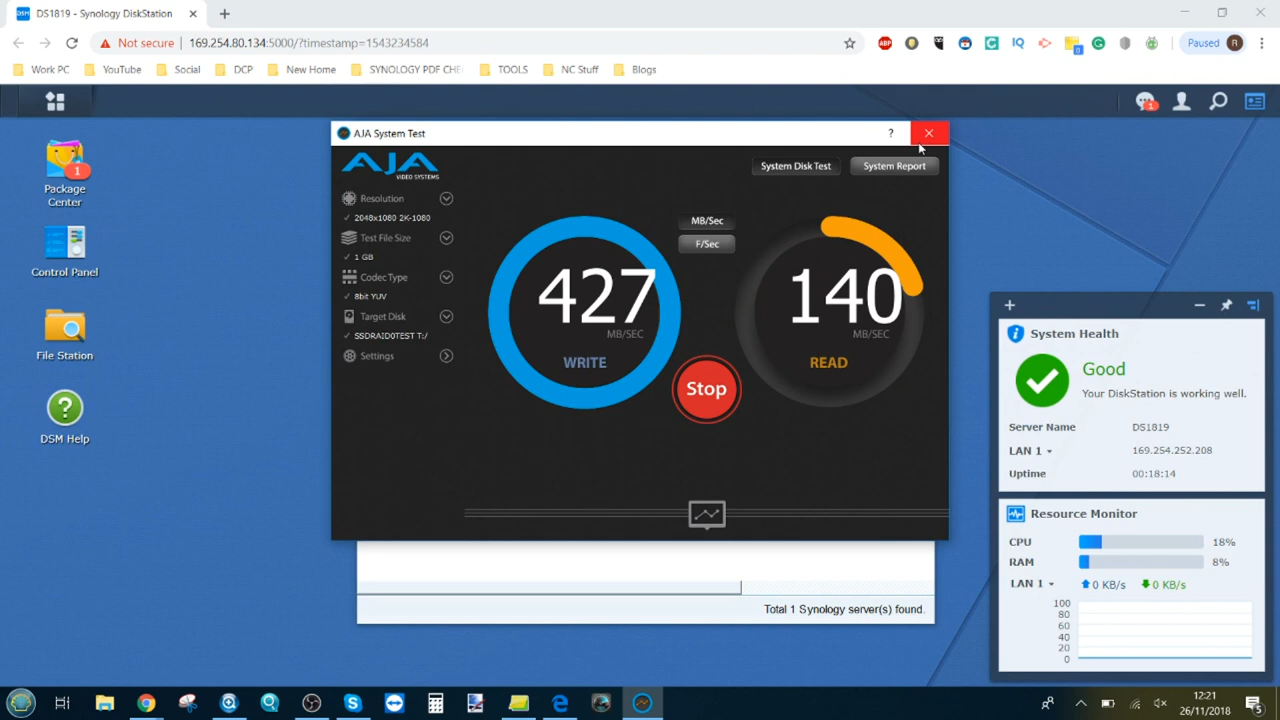 DSM
DS1819 - Synology DiskStation
Not secure
169.254.80.134:5000/?timestamp=1543234584
ABP
IQ
Paused
R
Work PC
YouTube
Social
DCP
New Home
SYNOLOGY PDF CHE
TOOLS
NC Stuff
Blogs
1
1
Package
Center
Control Panel
File Station
DSM Help
AJA System Test
?
AJA
VIDEO SYSTEMS
System Disk Test
System Report
Resolution
2048x1080 2K-1080
Test File Size
1 GB
Codec Type
8bit YUV
Target Disk
SSDRAID0TEST T:/
Settings
427
MB/SEC
WRITE
MB/Sec
F/Sec
Stop
140
MB/SEC
READ
Total 1 Synology server(s) found.
System Health
Good
Your DiskStation is working well.
Server Name DS1819
LAN 1 169.254.252.208
Uptime 00:18:14
Resource Monitor
CPU 18%
RAM 8%
LAN 1 0 KB/s 0 KB/s
100
80
60
40
20
0
12:21
26/11/2018
5